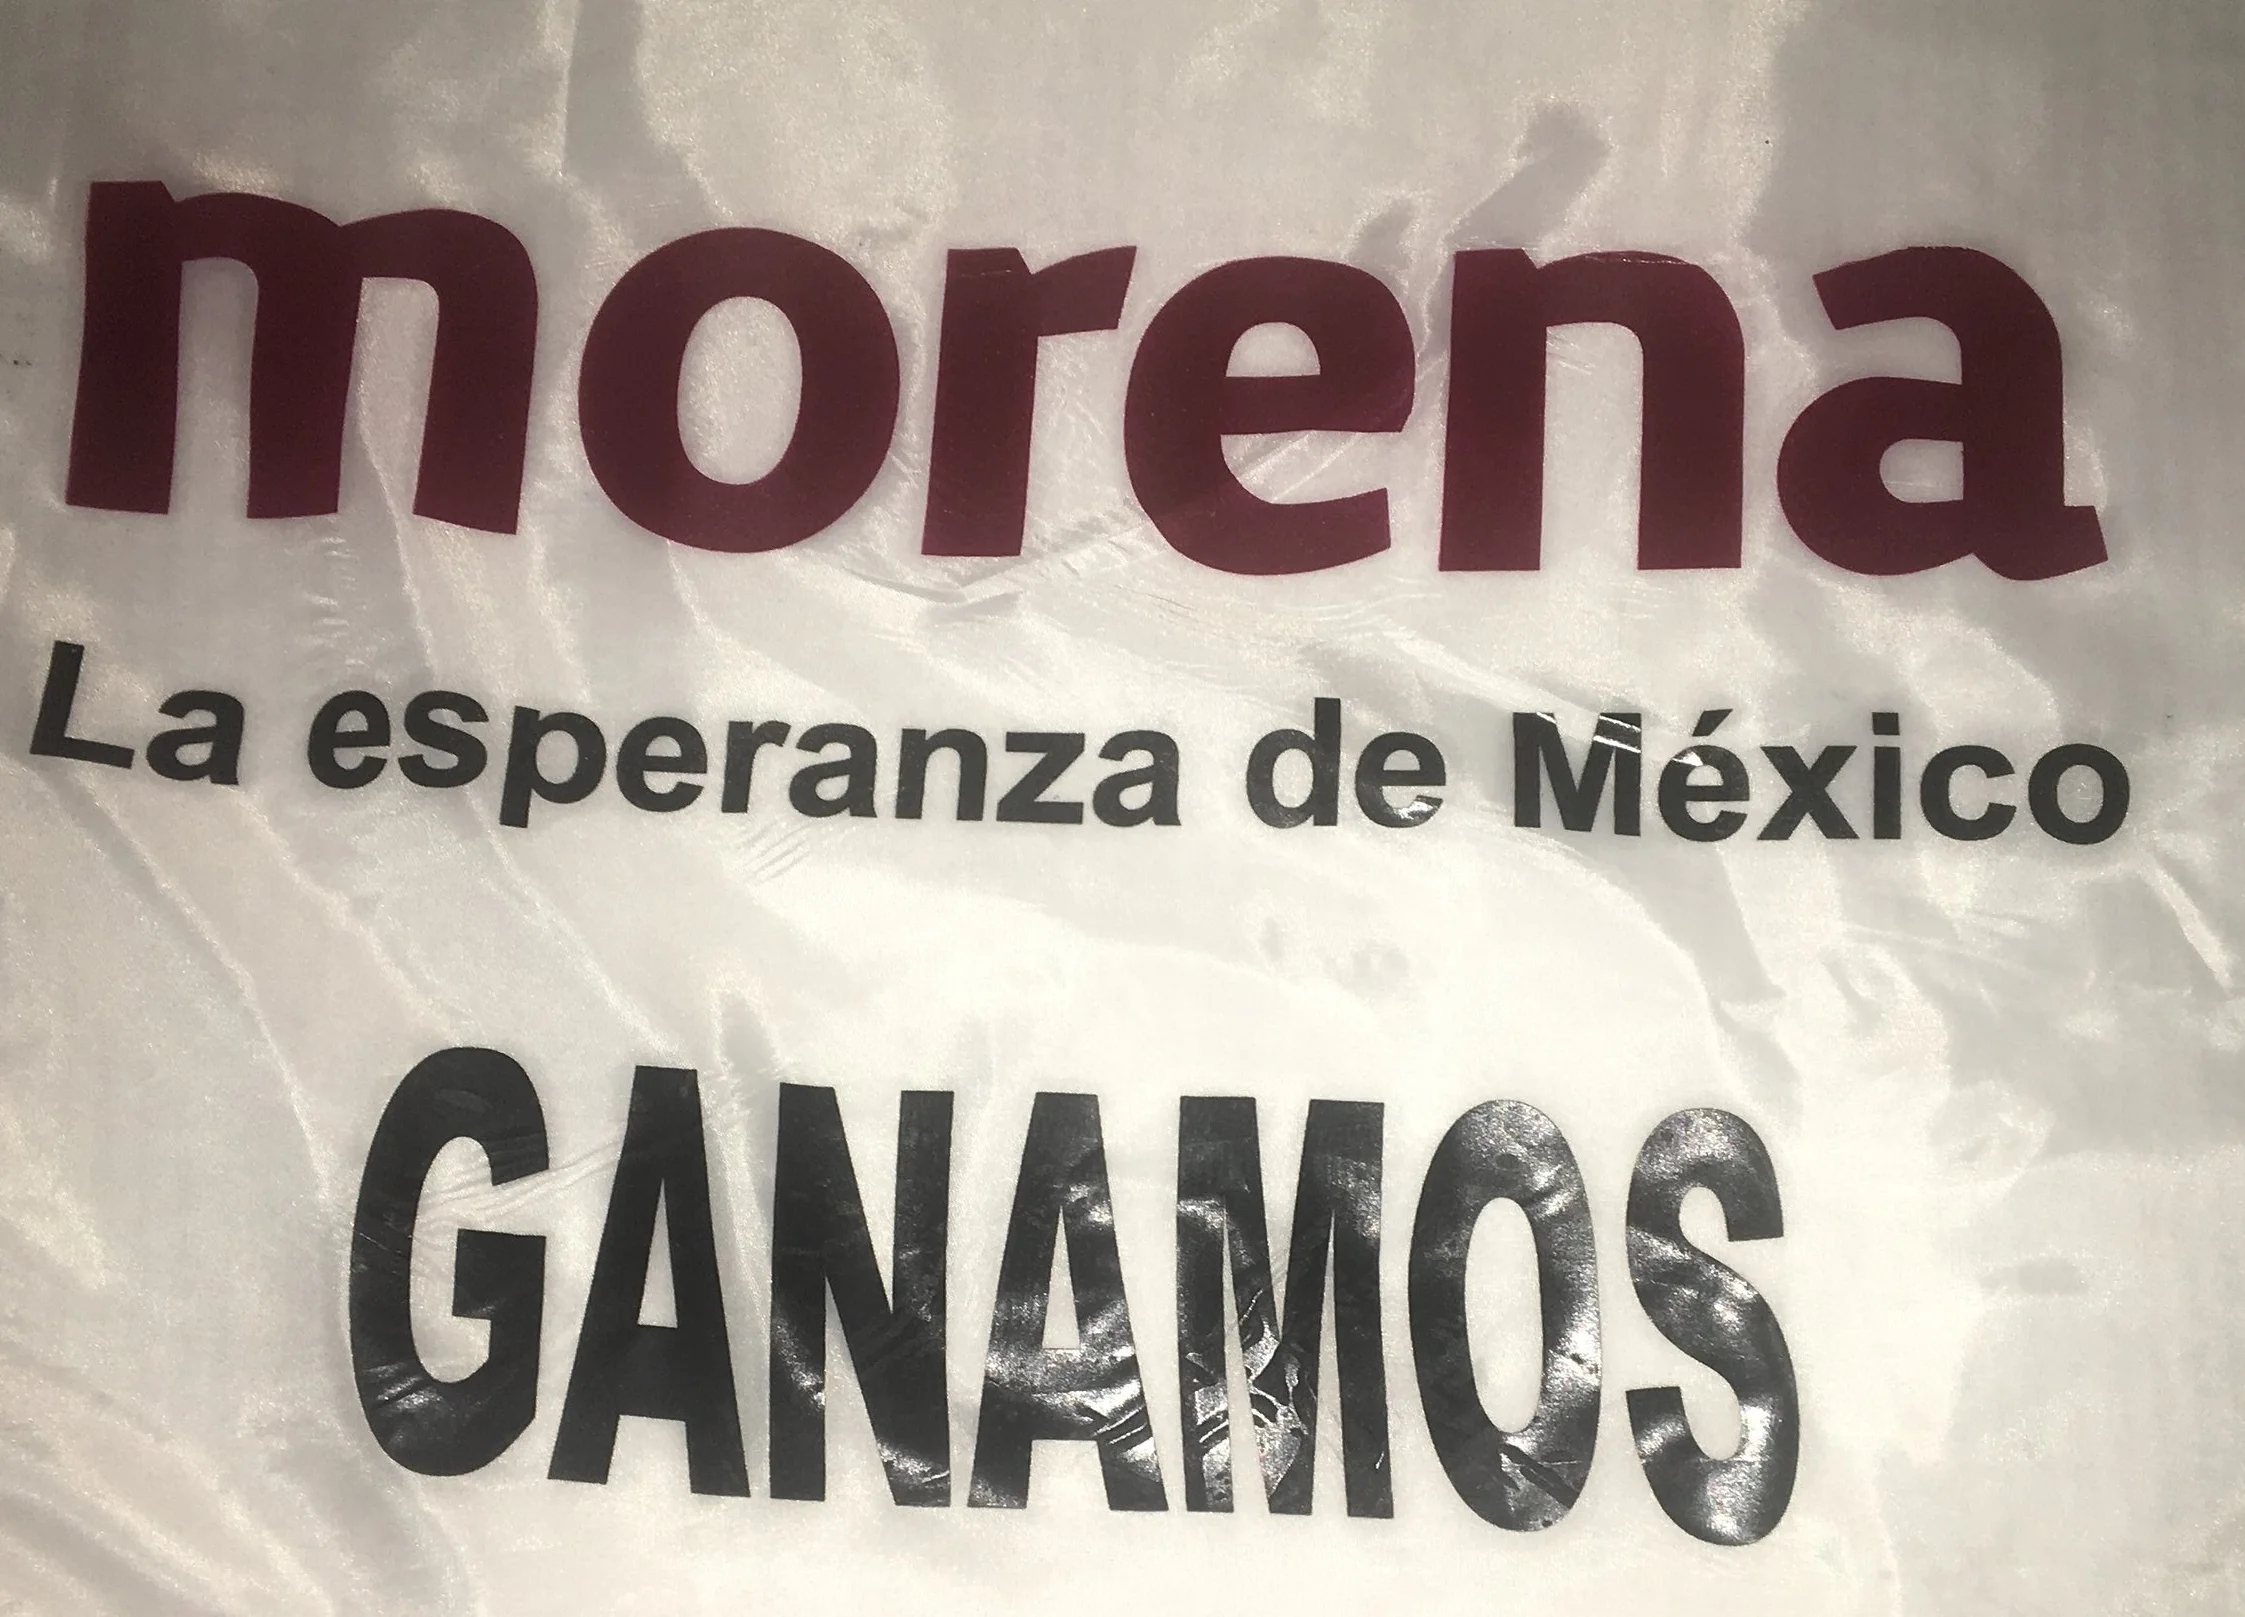 morena
La esperanza de México
GANAMOS